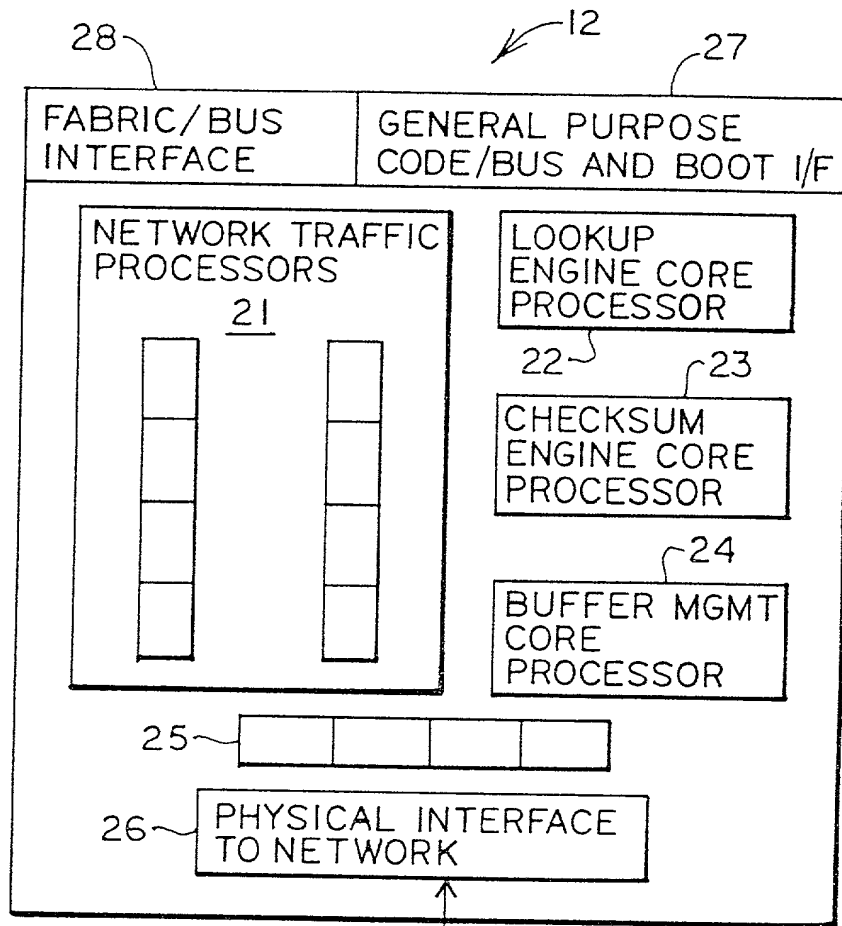 28
12
27
FABRIC/BUS
INTERFACE
GENERAL PURPOSE
CODE/BUS AND BOOT I/F
NETWORK TRAFFIC
PROCESSORS
21
LOOKUP
ENGINE CORE
PROCESSOR
22
23
CHECKSUM
ENGINE CORE
PROCESSOR
24
BUFFER MGMT
CORE
PROCESSOR
25
26
PHYSICAL INTERFACE
TO NETWORK